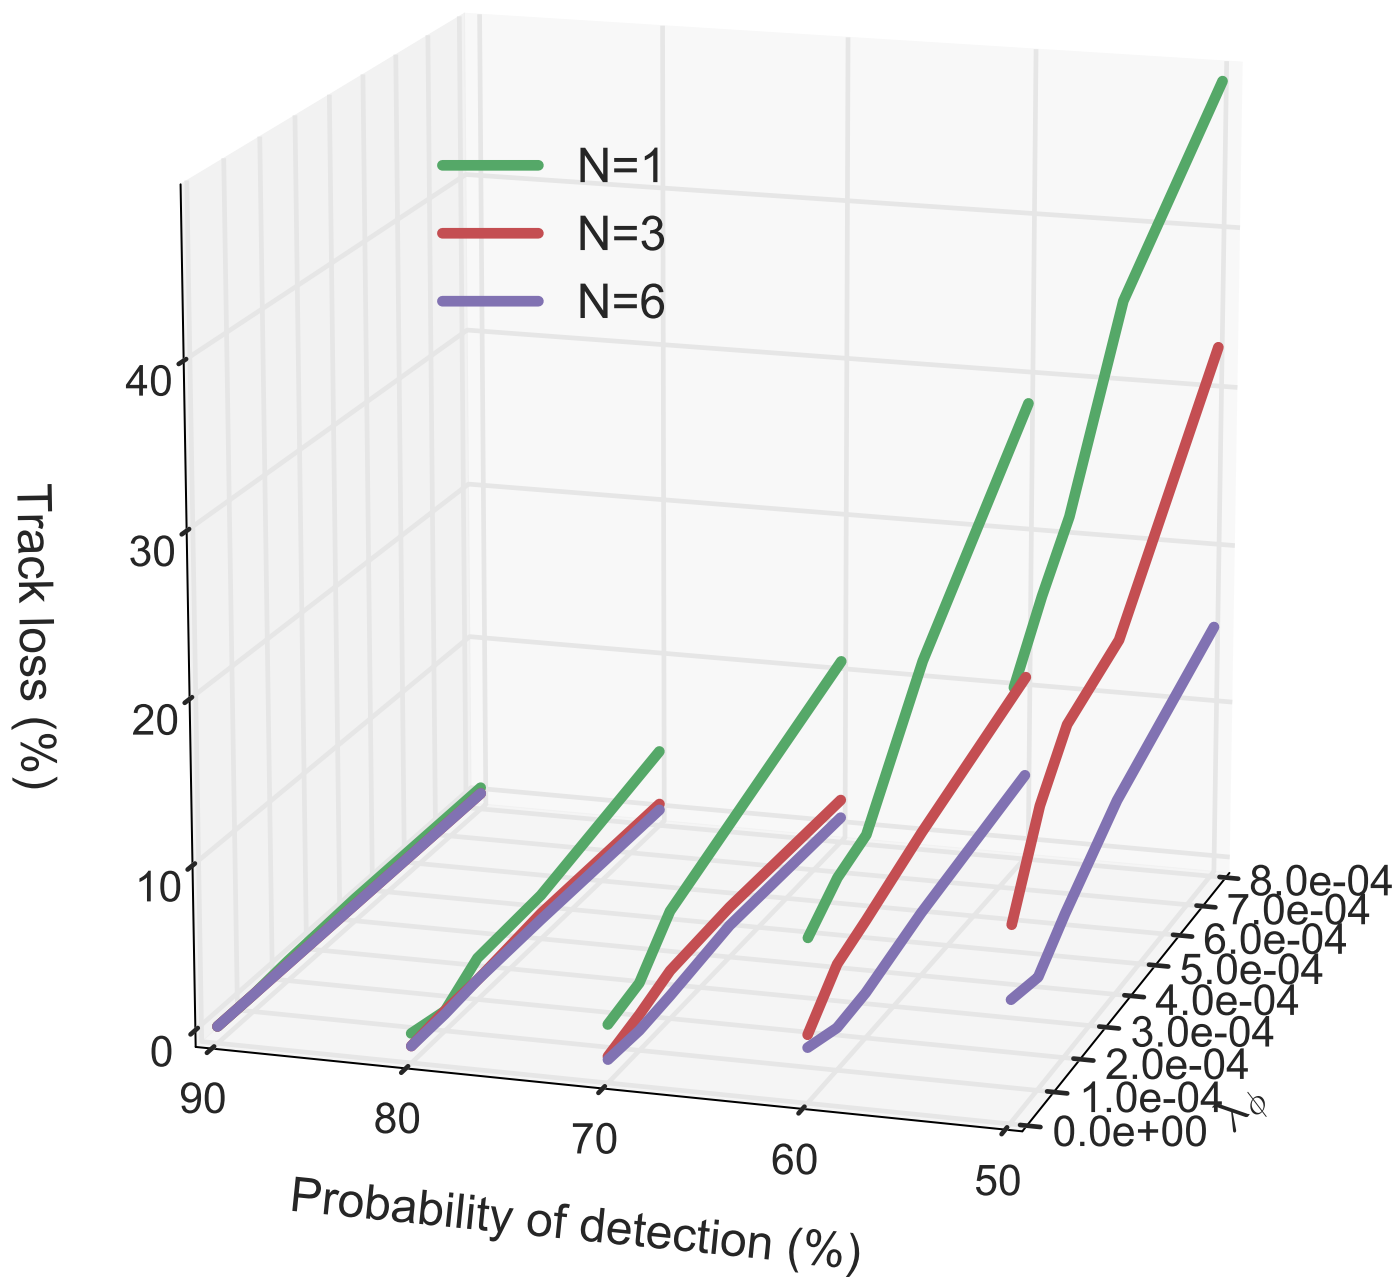 N=1
N=3
N=6
40
30
20
10
0
Track loss (%)
90
80
70
60
50
Probability of detection (%)
8.0e-04
7.0e-04
6.0e-04
5.0e-04
4.0e-04
3.0e-04
2.0e-04
1.0e-04
0.0e+00
λϕ